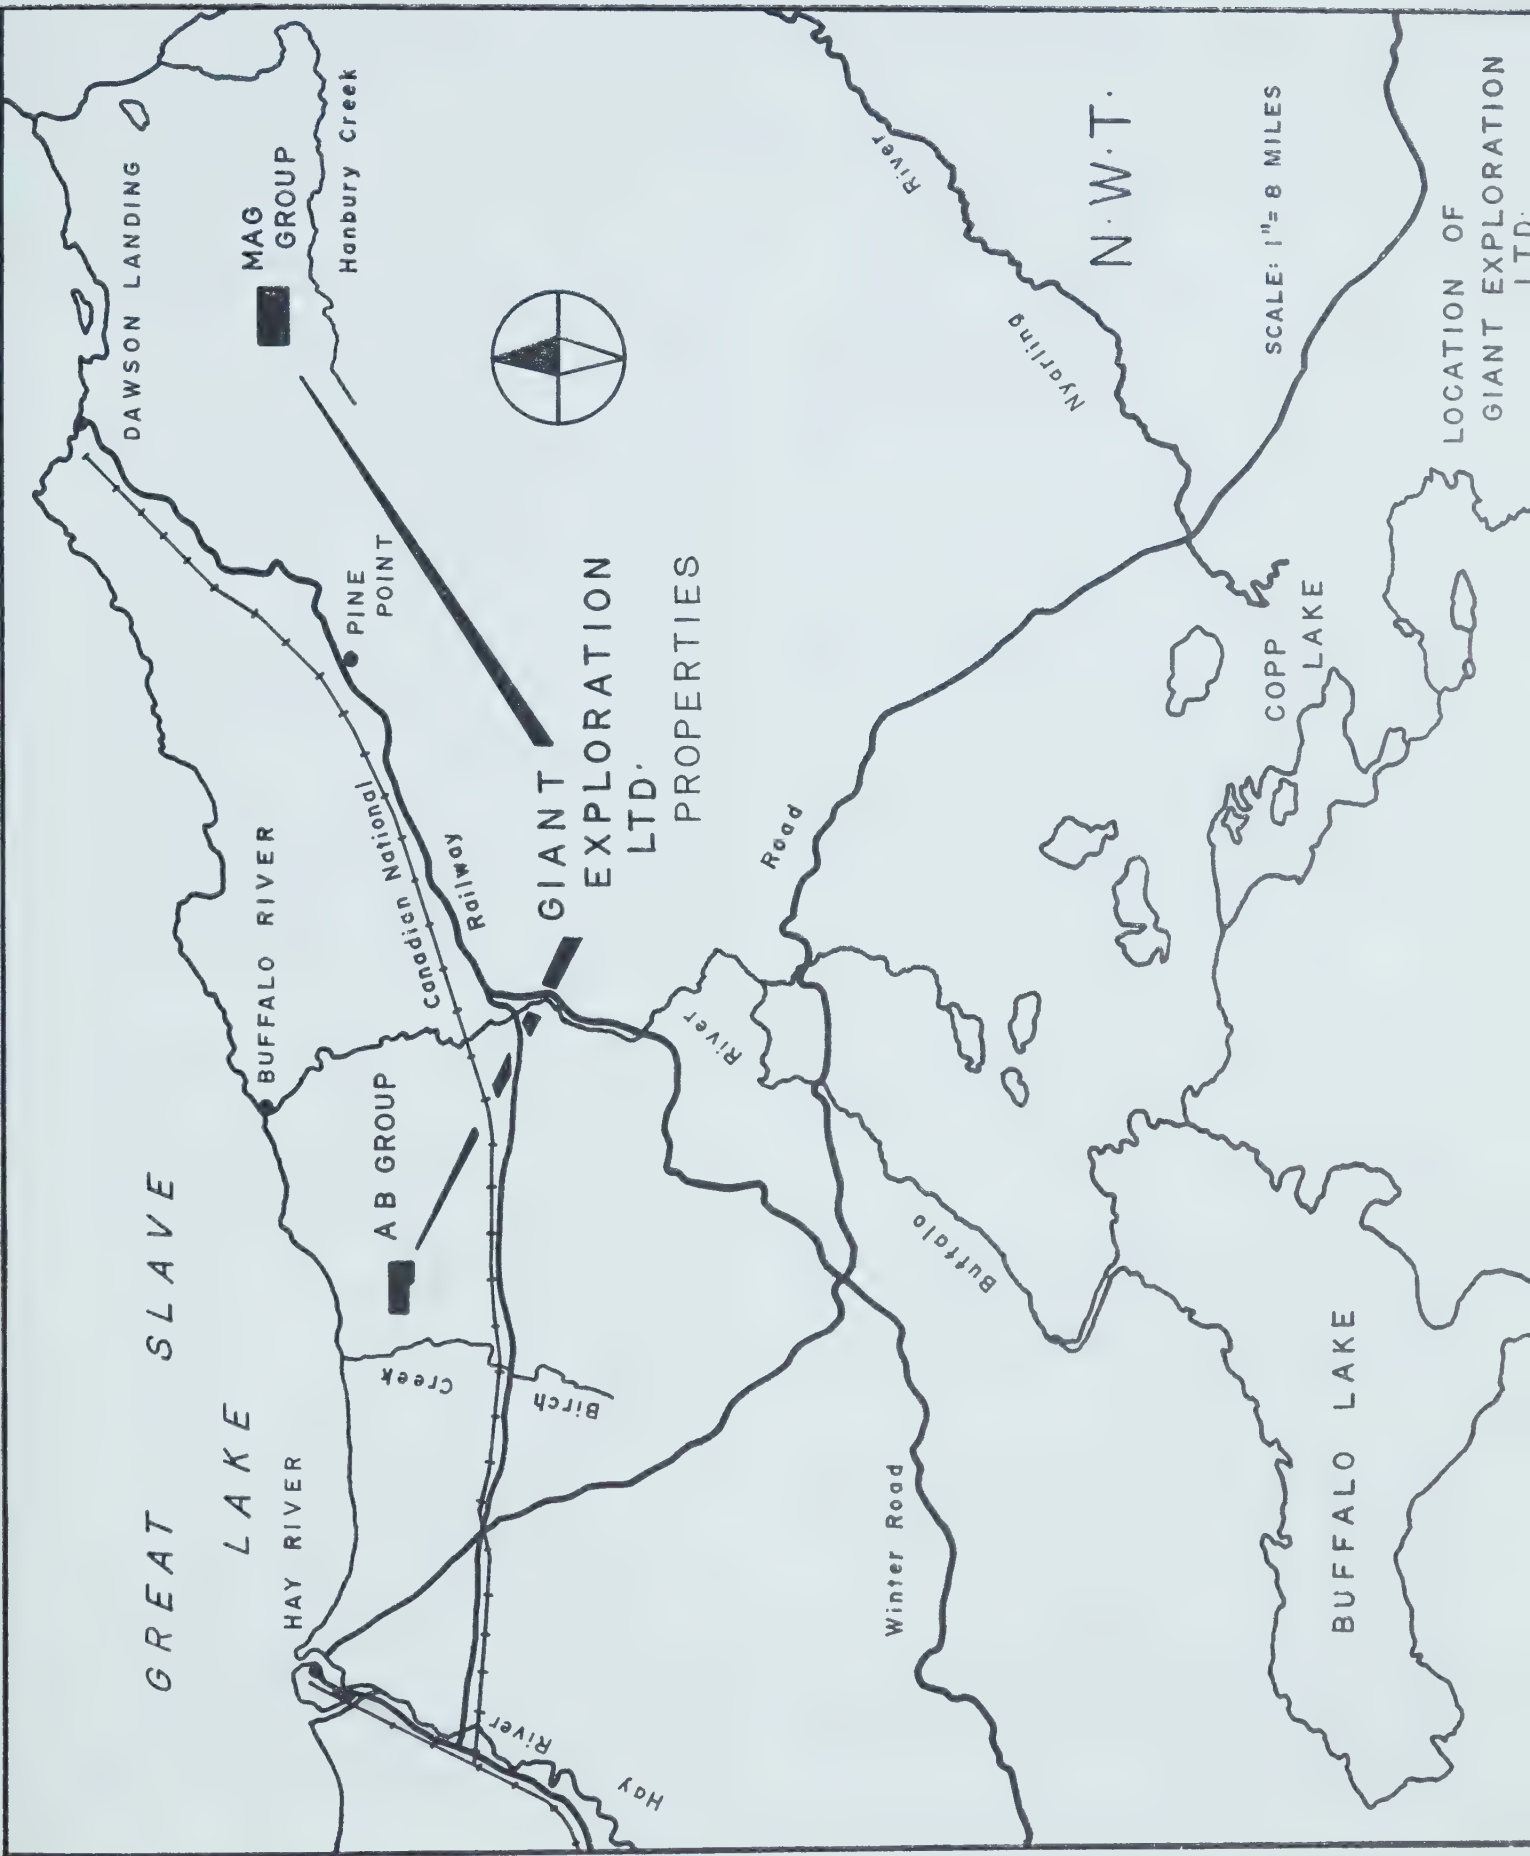 GREAT SLAVE
LAKE
HAY RIVER
BUFFALO RIVER
DAWSON LANDING
MAG
GROUP
Hanbury Creek
PINE
POINT
Canadian National
Railway
A B GROUP
Creek
Birch
River
Hay
GIANT
EXPLORATION
LTD.
PROPERTIES
River
Buffalo
Road
Winter Road
River
Nyarling
N.W.T.
SCALE: 1"= 8 MILES
COPP
LAKE
BUFFALO LAKE
LOCATION OF
GIANT EXPLORATION
LTD.